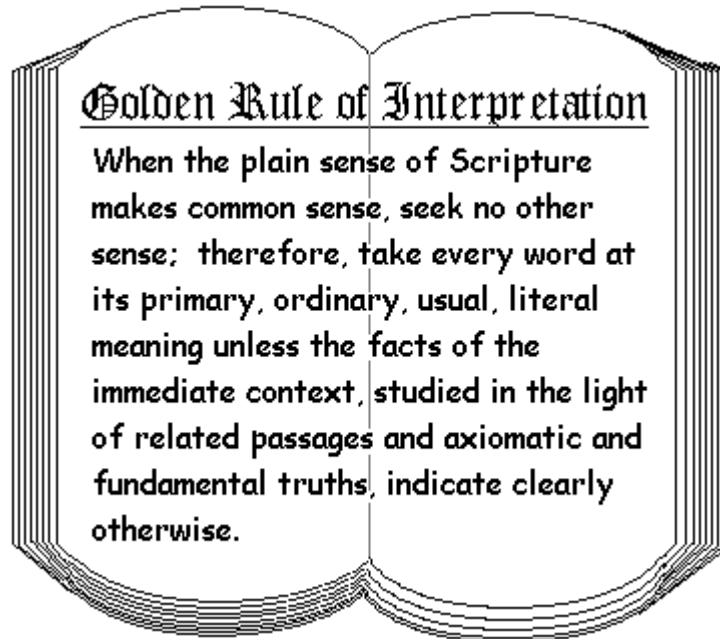 Golden Rule of Interpretation
When the plain sense of Scripture
makes common sense, seek no other
sense;  therefore, take every word at
its primary, ordinary, usual, literal
meaning unless the facts of the
immediate context, studied in the light
of related passages and axiomatic and
fundamental truths, indicate clearly
otherwise.